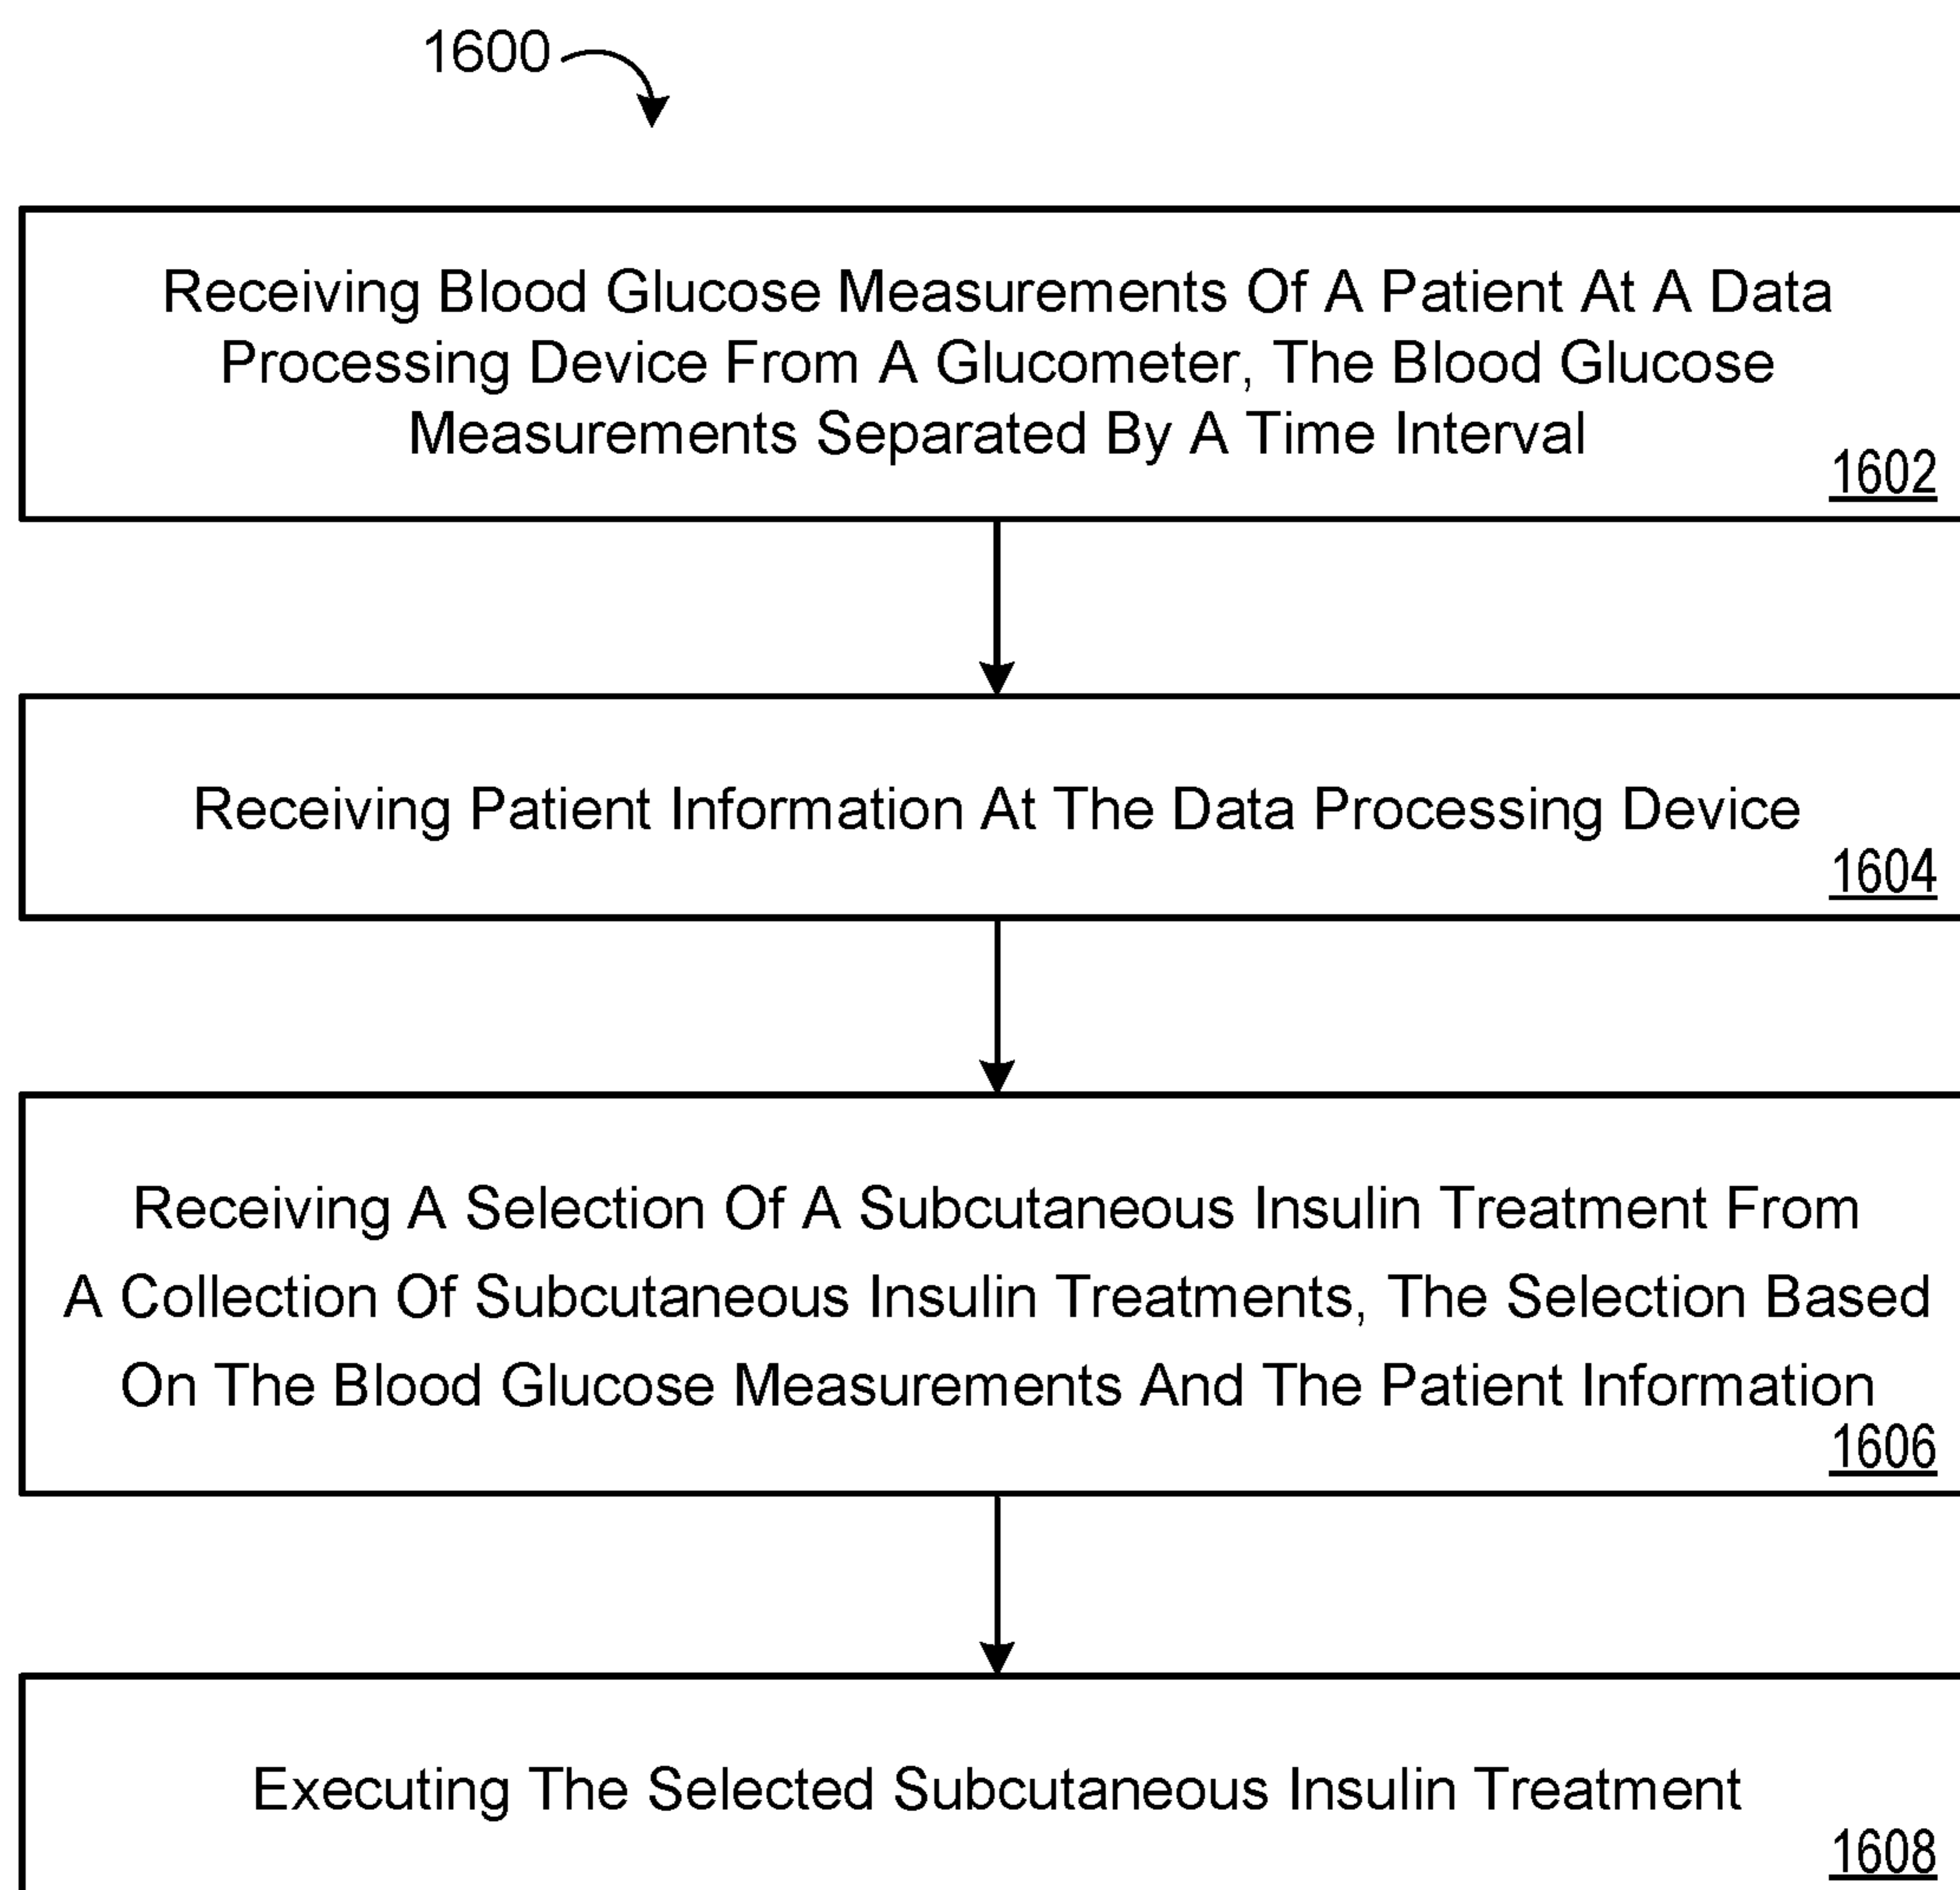 1600
Receiving Blood Glucose Measurements Of A Patient At A Data
Processing Device From A Glucometer, The Blood Glucose
Measurements Separated By A Time Interval
1602
Receiving Patient Information At The Data Processing Device
1604
Receiving A Selection Of A Subcutaneous Insulin Treatment From
A Collection Of Subcutaneous Insulin Treatments, The Selection Based
On The Blood Glucose Measurements And The Patient Information
1606
Executing The Selected Subcutaneous Insulin Treatment
1608